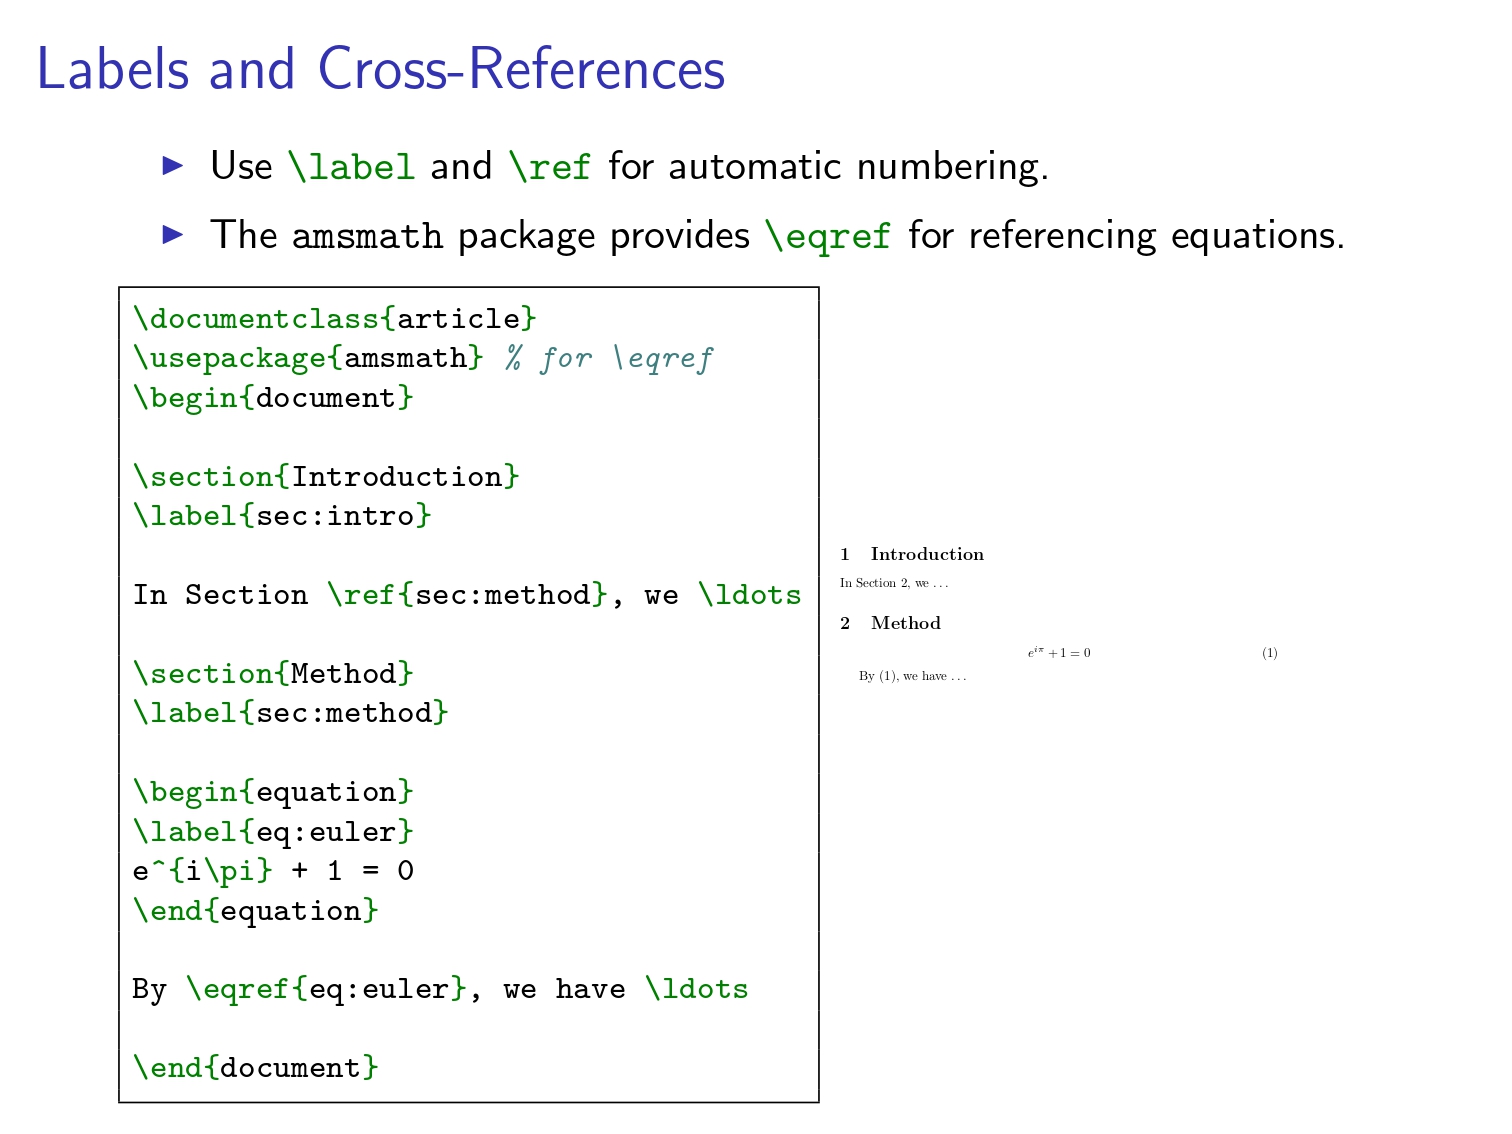 Labels and Cross-References
▶ Use \label and \ref for automatic numbering.
▶ The amsmath package provides \eqref for referencing equations.
\documentclass{article}
\usepackage{amsmath} % for \eqref
\begin{document}
\section{Introduction}
\label{sec:intro}
In Section \ref{sec:method}, we \ldots
\section{Method}
\label{sec:method}
\begin{equation}
\label{eq:euler}
e^{i\pi} + 1 = 0
\end{equation}
By \eqref{eq:euler}, we have \ldots
\end{document}
1 Introduction
In Section 2, we . . .
2 Method
e^{iπ} + 1 = 0 (1)
By (1), we have . . .